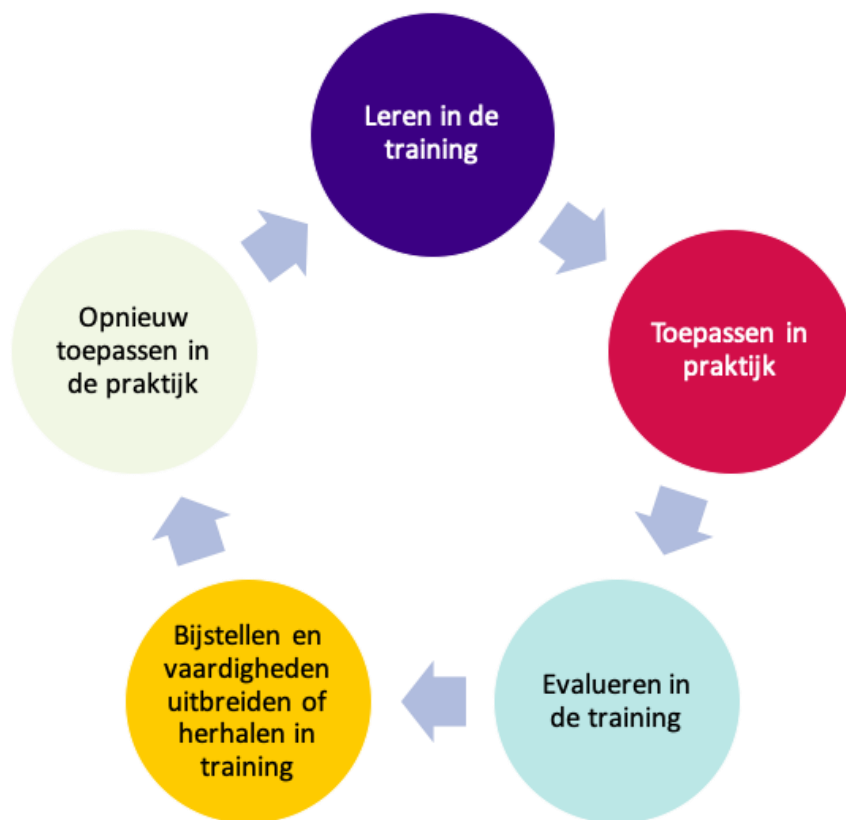 Leren in de
training
Toepassen in
praktijk
Evalueren in
de training
Bijstellen en
vaardigheden
uitbreiden of
herhalen in
training
Opnieuw
toepassen in
de praktijk